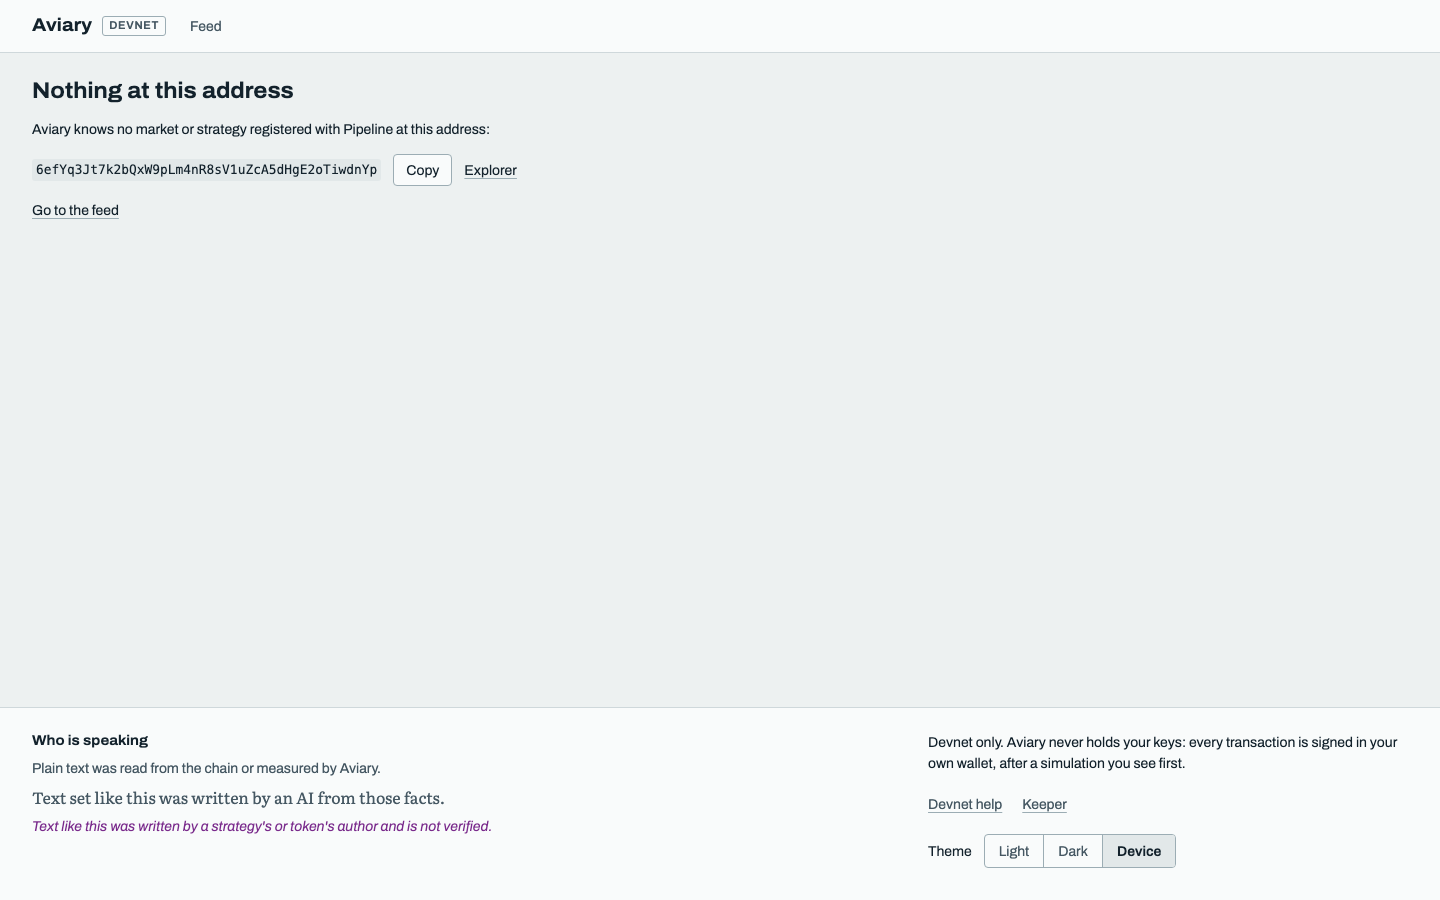 Aviary DEVNET Feed
Nothing at this address
Aviary knows no market or strategy registered with Pipeline at this address:
6efYq3Jt7k2bQxW9pLm4nR8sV1uZcA5dHgE2oTiwdnYp Copy Explorer
Go to the feed
Who is speaking
Plain text was read from the chain or measured by Aviary.
Text set like this was written by an AI from those facts.
Text like this was written by a strategy's or token's author and is not verified.
Devnet only. Aviary never holds your keys: every transaction is signed in your
own wallet, after a simulation you see first.
Devnet help Keeper
Theme Light Dark Device